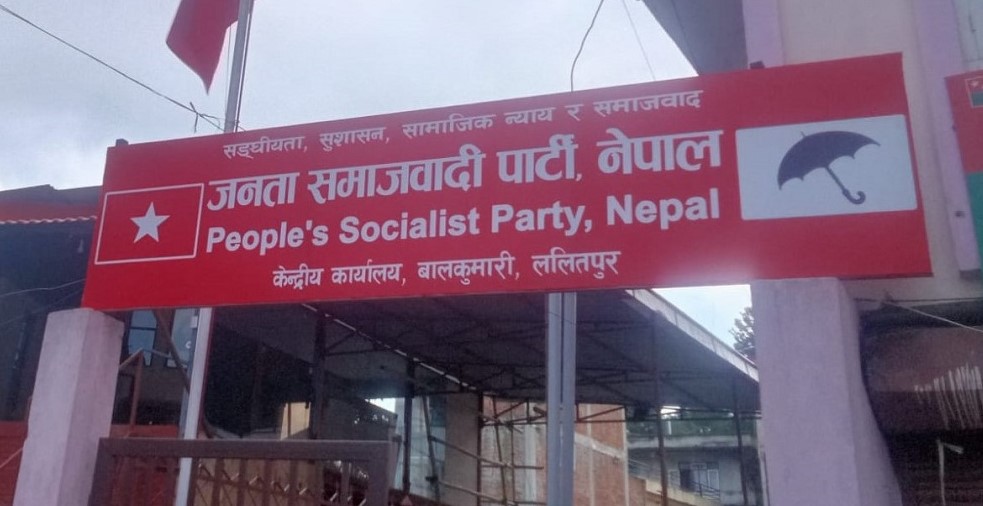 सङ्घीयता, सुशासन, सामाजिक न्याय र समाजवाद
जनता समाजवादी पार्टी, नेपाल
People's Socialist Party, Nepal
केन्द्रीय कार्यालय, बालकुमारी, ललितपुर